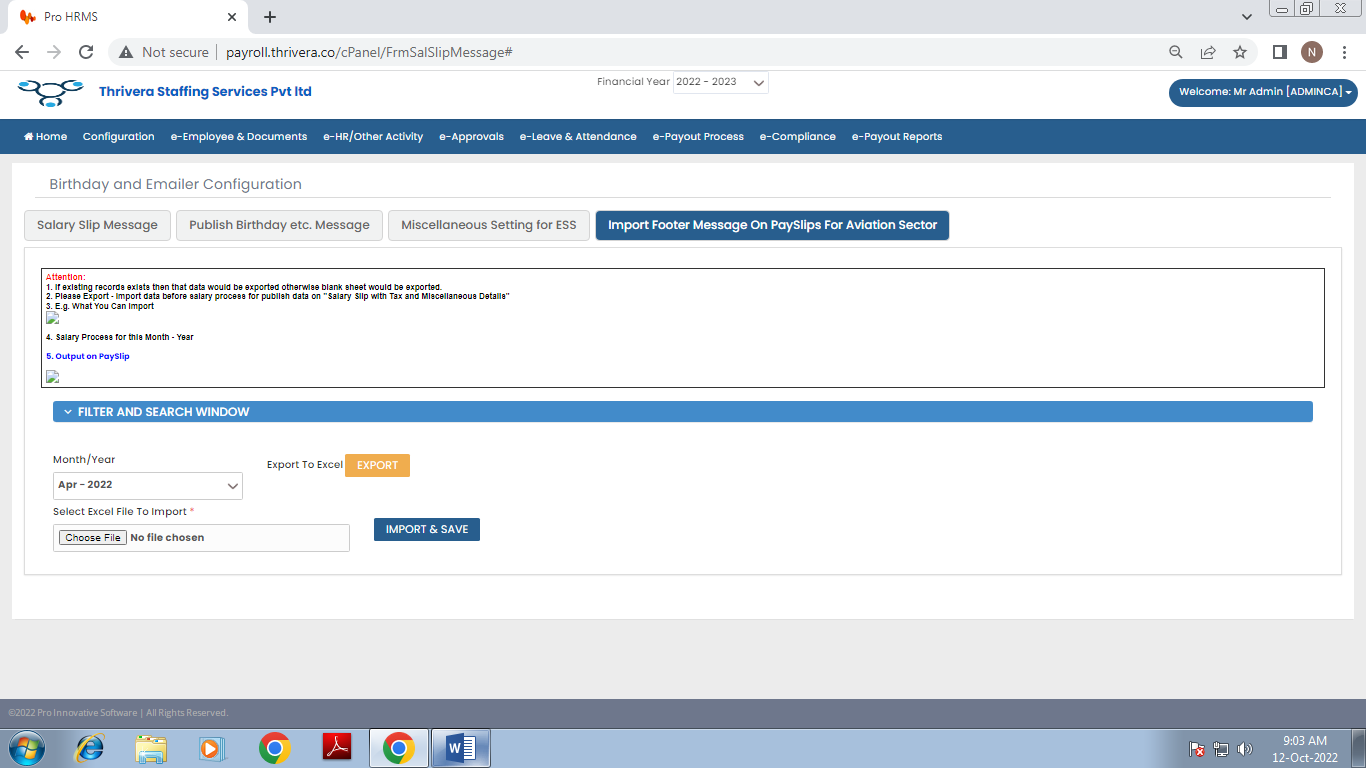 Pro HRMS
Not secure
payroll.thrivera.co/cPanel/FrmSalSlipMessage#
N
Thrivera Staffing Services Pvt ltd
Financial Year 2022 - 2023
Welcome: Mr Admin [ADMINCA]
Home Configuration e-Employee & Documents e-HR/Other Activity e-Approvals e-Leave & Attendance e-Payout Process e-Compliance e-Payout Reports
Birthday and Emailer Configuration
Salary Slip Message Publish Birthday etc. Message Miscellaneous Setting for ESS Import Footer Message On PaySlips For Aviation Sector
Attention:
1. If existing records exists then that data would be exported otherwise blank sheet would be exported.
2. Please Export - Import data before salary process for publish data on "Salary Slip with Tax and Miscellaneous Details"
3. E.g. What You Can Import
4. Salary Process for this Month - Year
5. Output on PaySlip
FILTER AND SEARCH WINDOW
Month/Year
Export To Excel EXPORT
Apr - 2022
Select Excel File To Import *
Choose File No file chosen
IMPORT & SAVE
©2022 Pro Innovative Software | All Rights Reserved.
W
9:03 AM
12-Oct-2022